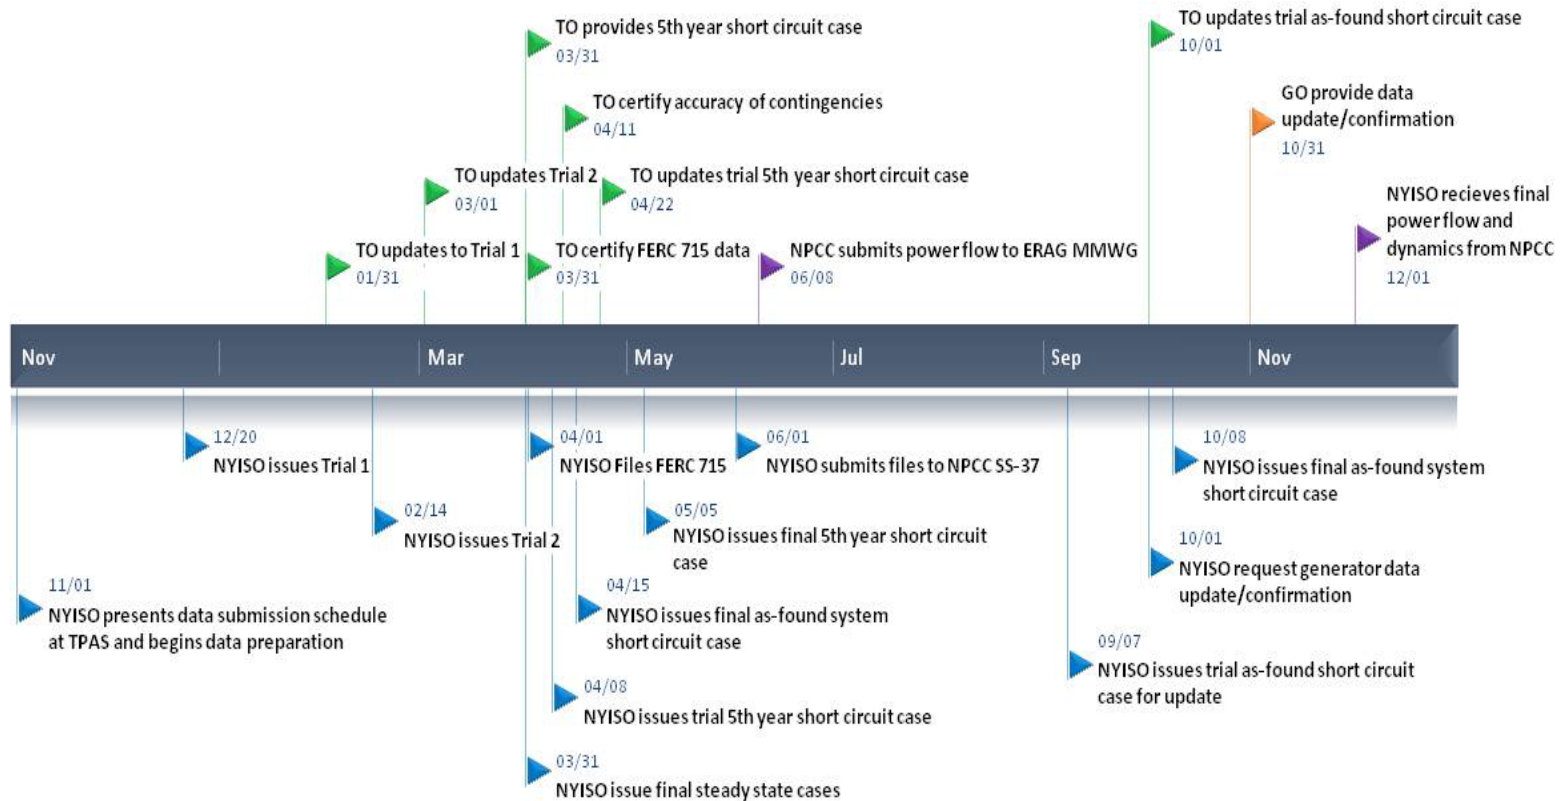 TO provides 5th year short circuit case
03/31
TO updates trial as-found short circuit case
10/01
TO certify accuracy of contingencies
04/11
GO provide data
update/confirmation
10/31
TO updates Trial 2
03/01
TO updates trial 5th year short circuit case
04/22
NYISO recieves final
power flow and
dynamics from NPCC
12/01
TO updates to Trial 1
01/31
TO certify FERC 715 data
03/31
NPCC submits power flow to ERAG MMWG
06/08
Nov
Mar
May
Jul
Sep
Nov
12/20
NYISO issues Trial 1
04/01
NYISO Files FERC 715
06/01
NYISO submits files to NPCC SS-37
10/08
NYISO issues final as-found system
short circuit case
02/14
NYISO issues Trial 2
05/05
NYISO issues final 5th year short circuit
case
10/01
NYISO request generator data
update/confirmation
11/01
NYISO presents data submission schedule
at TPAS and begins data preparation
04/15
NYISO issues final as-found system
short circuit case
09/07
NYISO issues trial as-found short circuit
case for update
04/08
NYISO issues trial 5th year short circuit case
03/31
NYISO issue final steady state cases